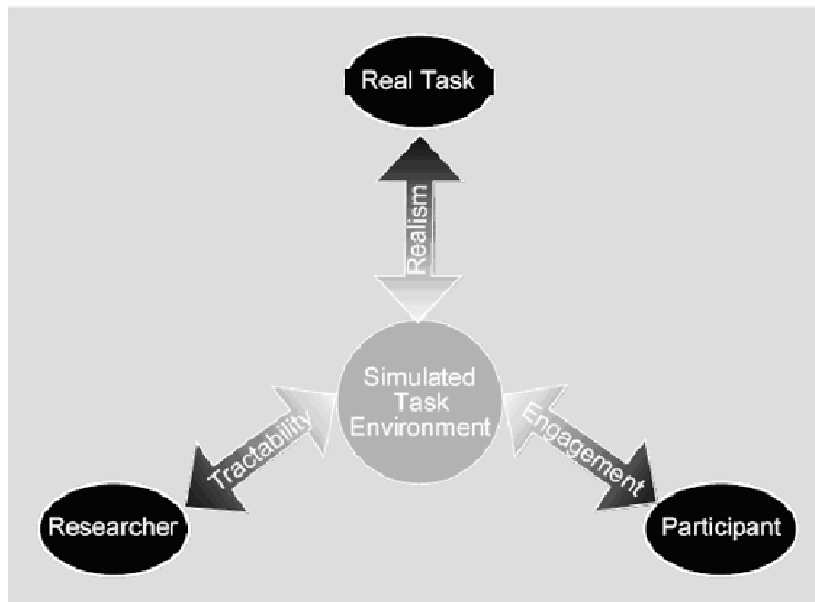 Real Task
Realism
Simulated
Task
Environment
Tractability
Engagement
Researcher
Participant